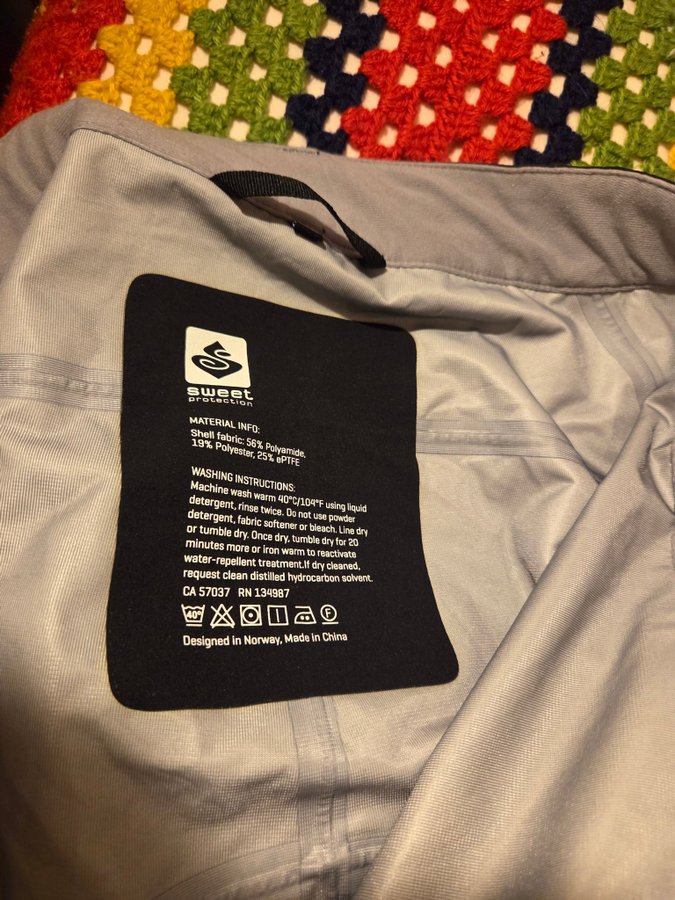 sweet
protection
MATERIAL INFO:
Shell fabric: 56% Polyamide,
19% Polyester, 25% ePTFE
WASHING INSTRUCTIONS:
Machine wash warm 40°C/104°F using liquid
detergent, rinse twice. Do not use powder
detergent, fabric softener or bleach. Line dry
or tumble dry. Once dry, tumble dry for 20
minutes more or iron warm to reactivate
water-repellent treatment.If dry cleaned,
request clean distilled hydrocarbon solvent.
CA 57037 RN 134987
40° F
Designed in Norway, Made in China